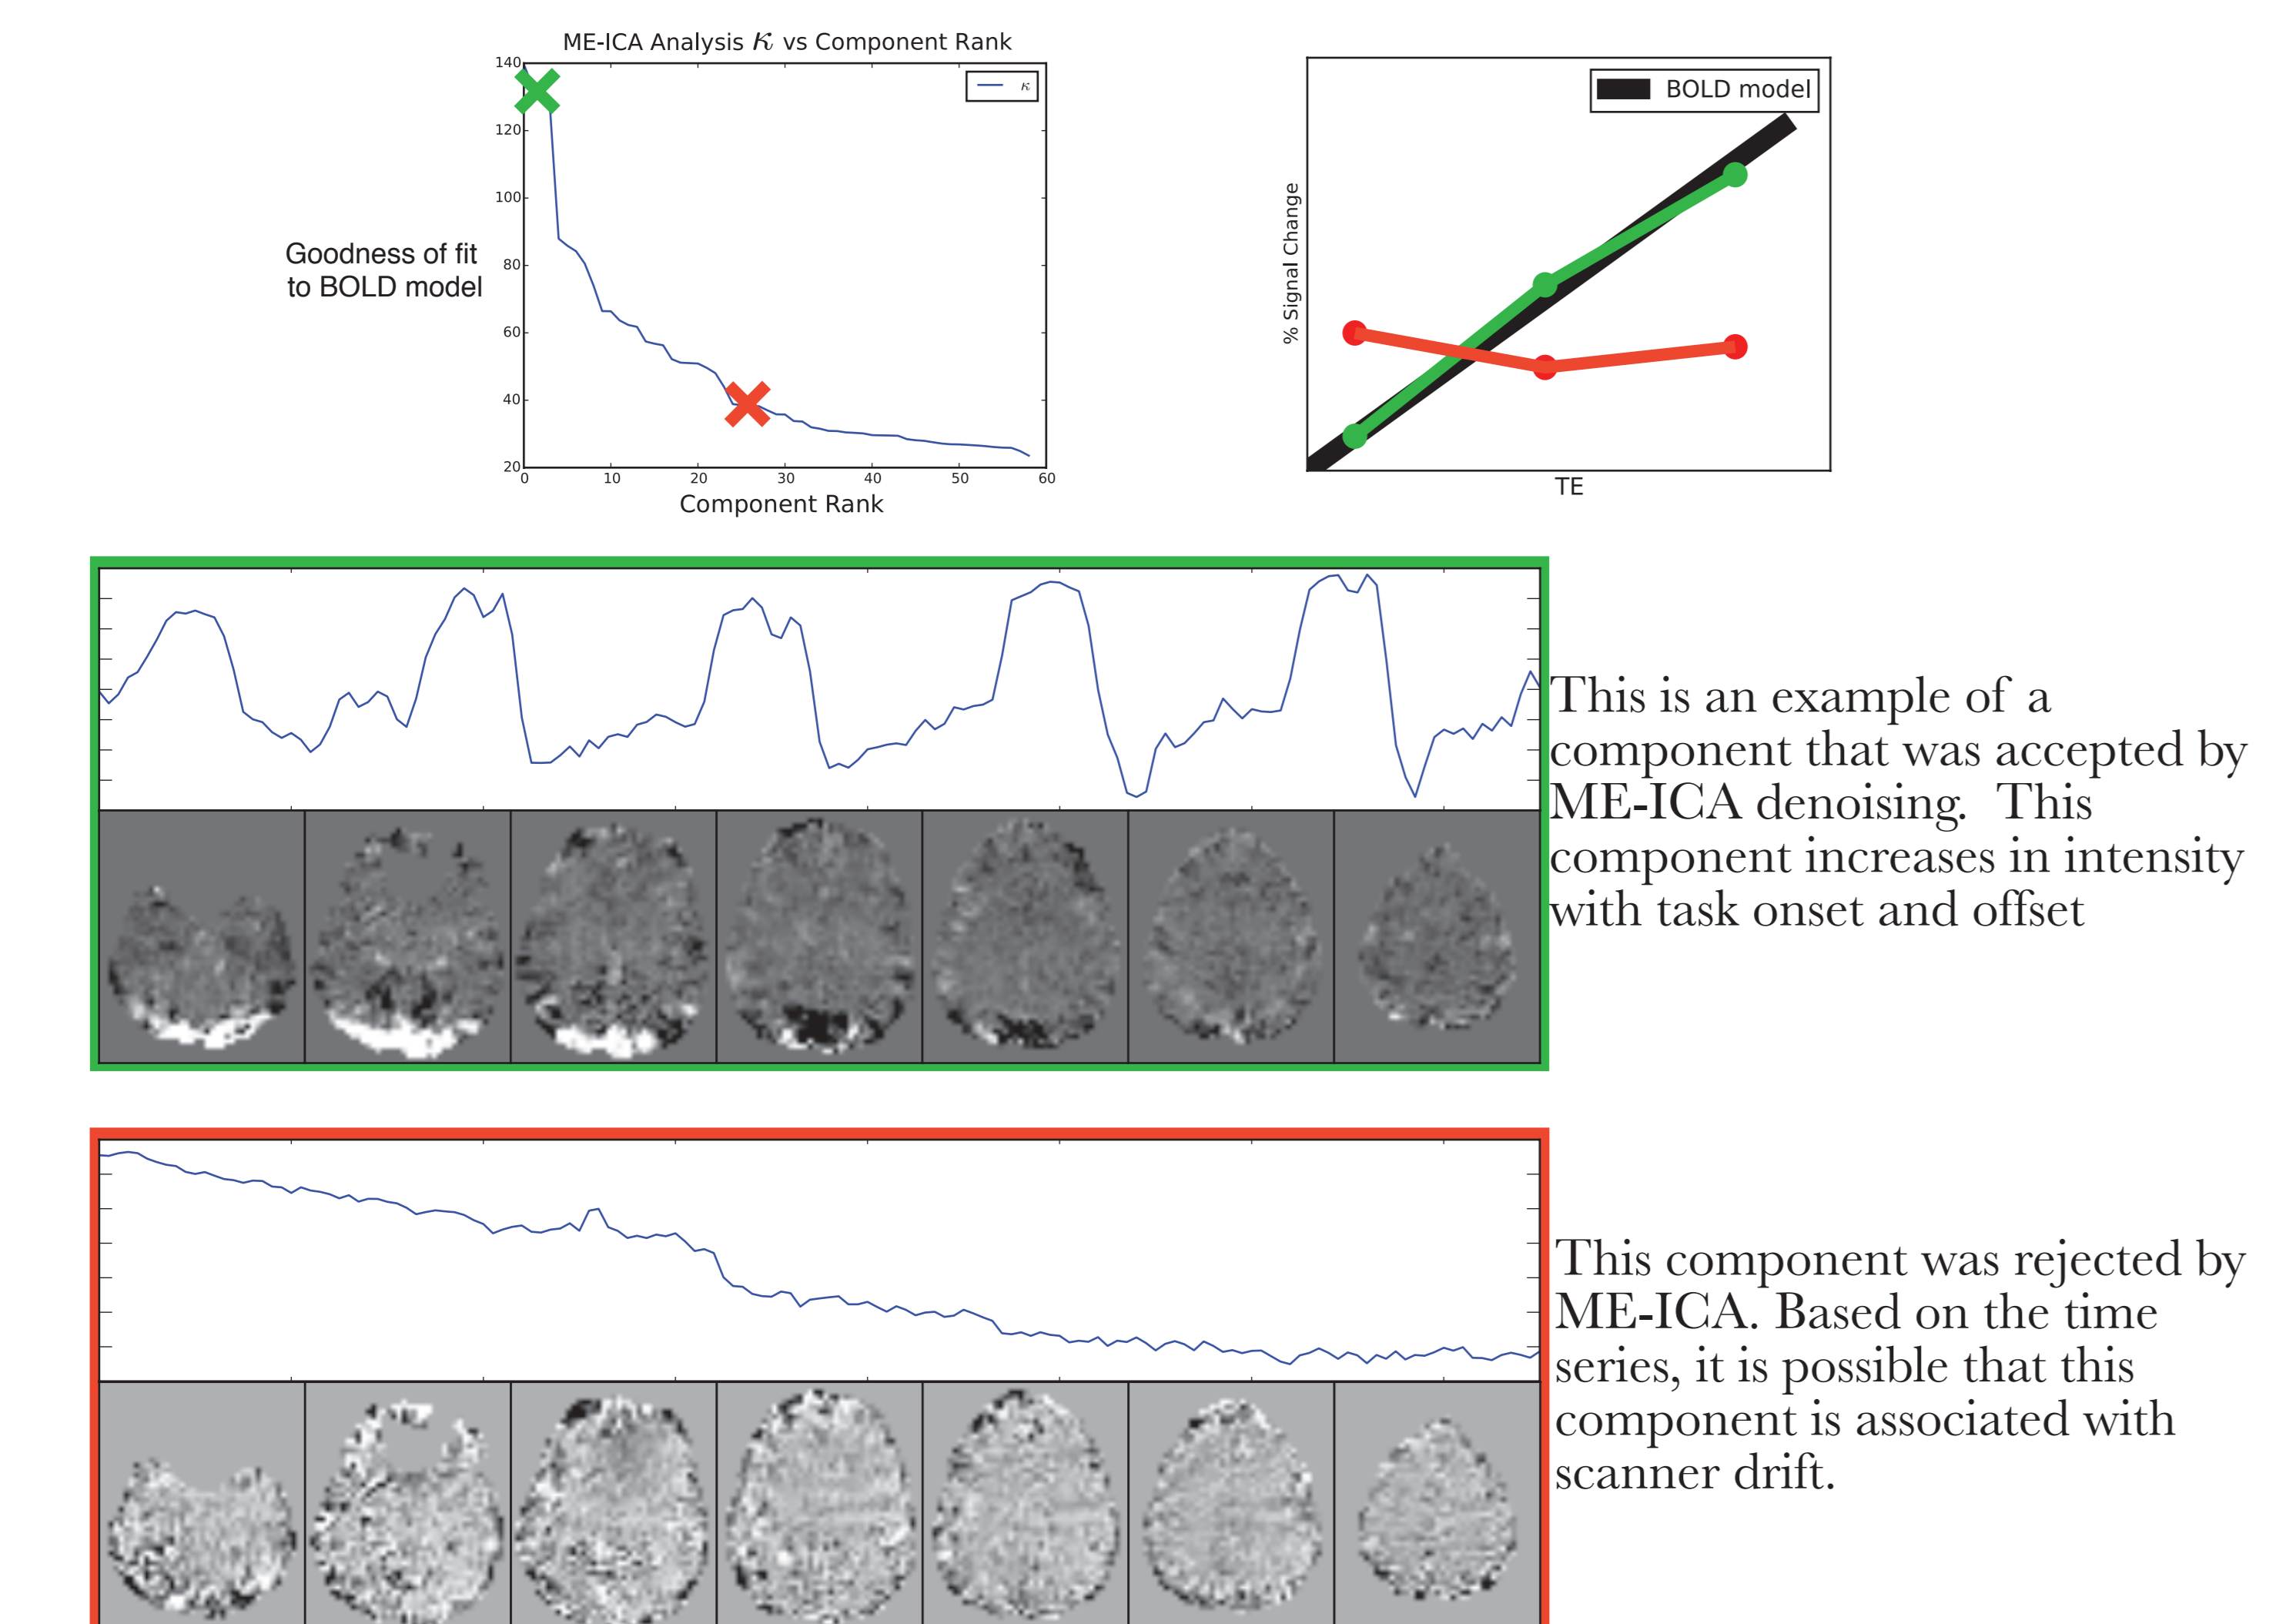 ME-ICA Analysis κ vs Component Rank
140
120
100
80
60
40
20
0
10
20
30
40
50
60
κ
Goodness of fit
to BOLD model
Component Rank
BOLD model
% Signal Change
TE
This is an example of a
component that was accepted by
ME-ICA denoising.  This
component increases in intensity
with task onset and offset
This component was rejected by
ME-ICA. Based on the time
series, it is possible that this
component is associated with
scanner drift.